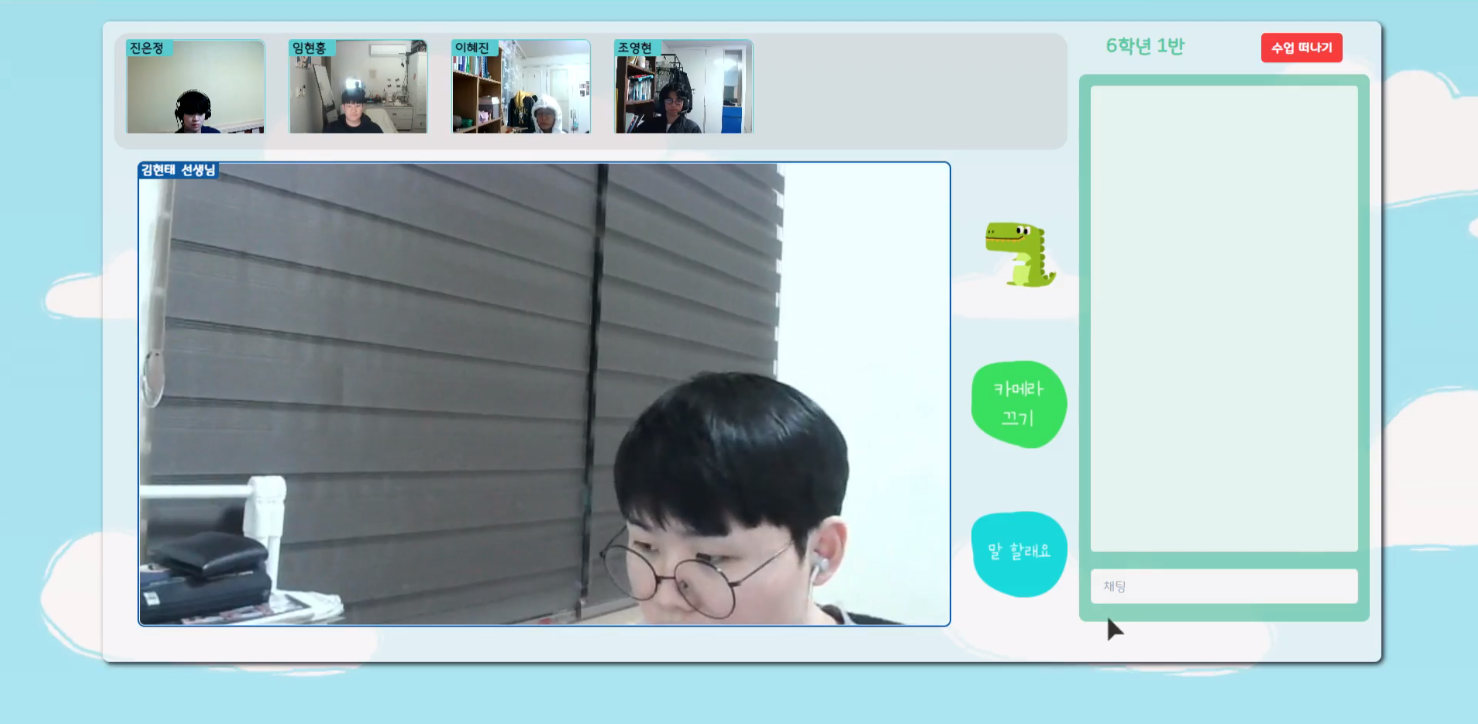 진은정
임현홍
이혜진
조영현
6학년 1반
수업 떠나기
김현태 선생님
카메라
끄기
말 할래요
채팅